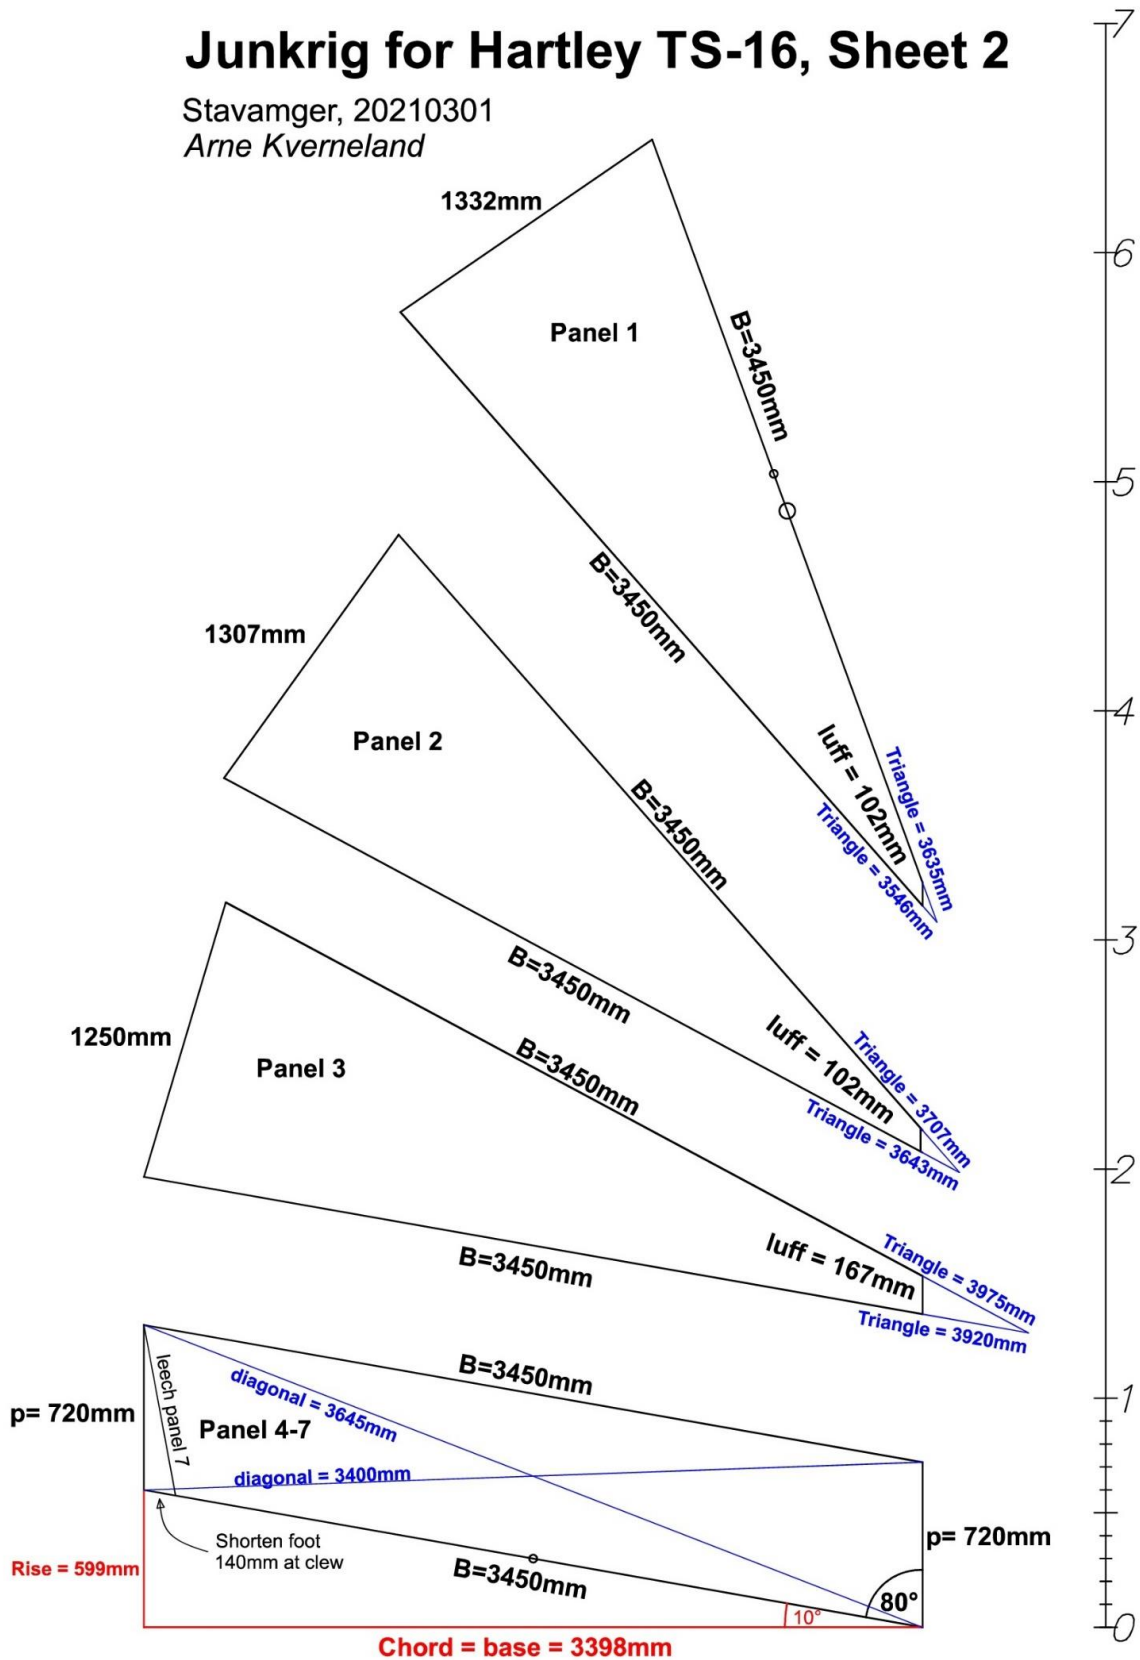 Junkrig for Hartley TS-16, Sheet 2
Stavamger, 20210301
Arne Kverneland
7
6
5
4
3
2
1
0
1332mm
Panel 1
B=3450mm
B=3450mm
luff = 102mm
Triangle = 3635mm
Triangle = 3546mm
1307mm
Panel 2
B=3450mm
B=3450mm
luff = 102mm
Triangle = 3707mm
Triangle = 3643mm
1250mm
Panel 3
B=3450mm
B=3450mm
luff = 167mm
Triangle = 3975mm
Triangle = 3920mm
B=3450mm
p= 720mm
leech panel 7
Panel 4-7
diagonal = 3645mm
diagonal = 3400mm
Shorten foot
140mm at clew
B=3450mm
p= 720mm
80°
10°
Rise = 599mm
Chord = base = 3398mm